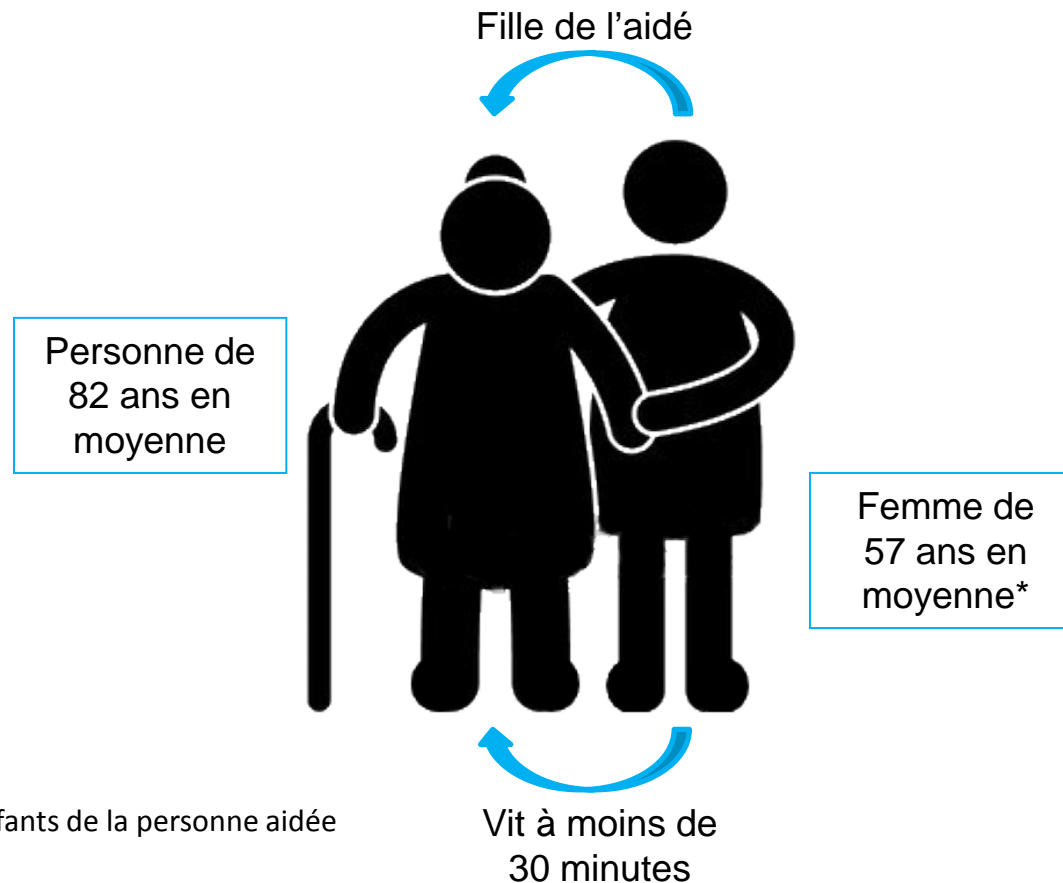 Fille de l’aidé
Personne de
82 ans en
moyenne
Femme de
57 ans en
moyenne*
de la personne aidée
Vit à moins de
30 minutes